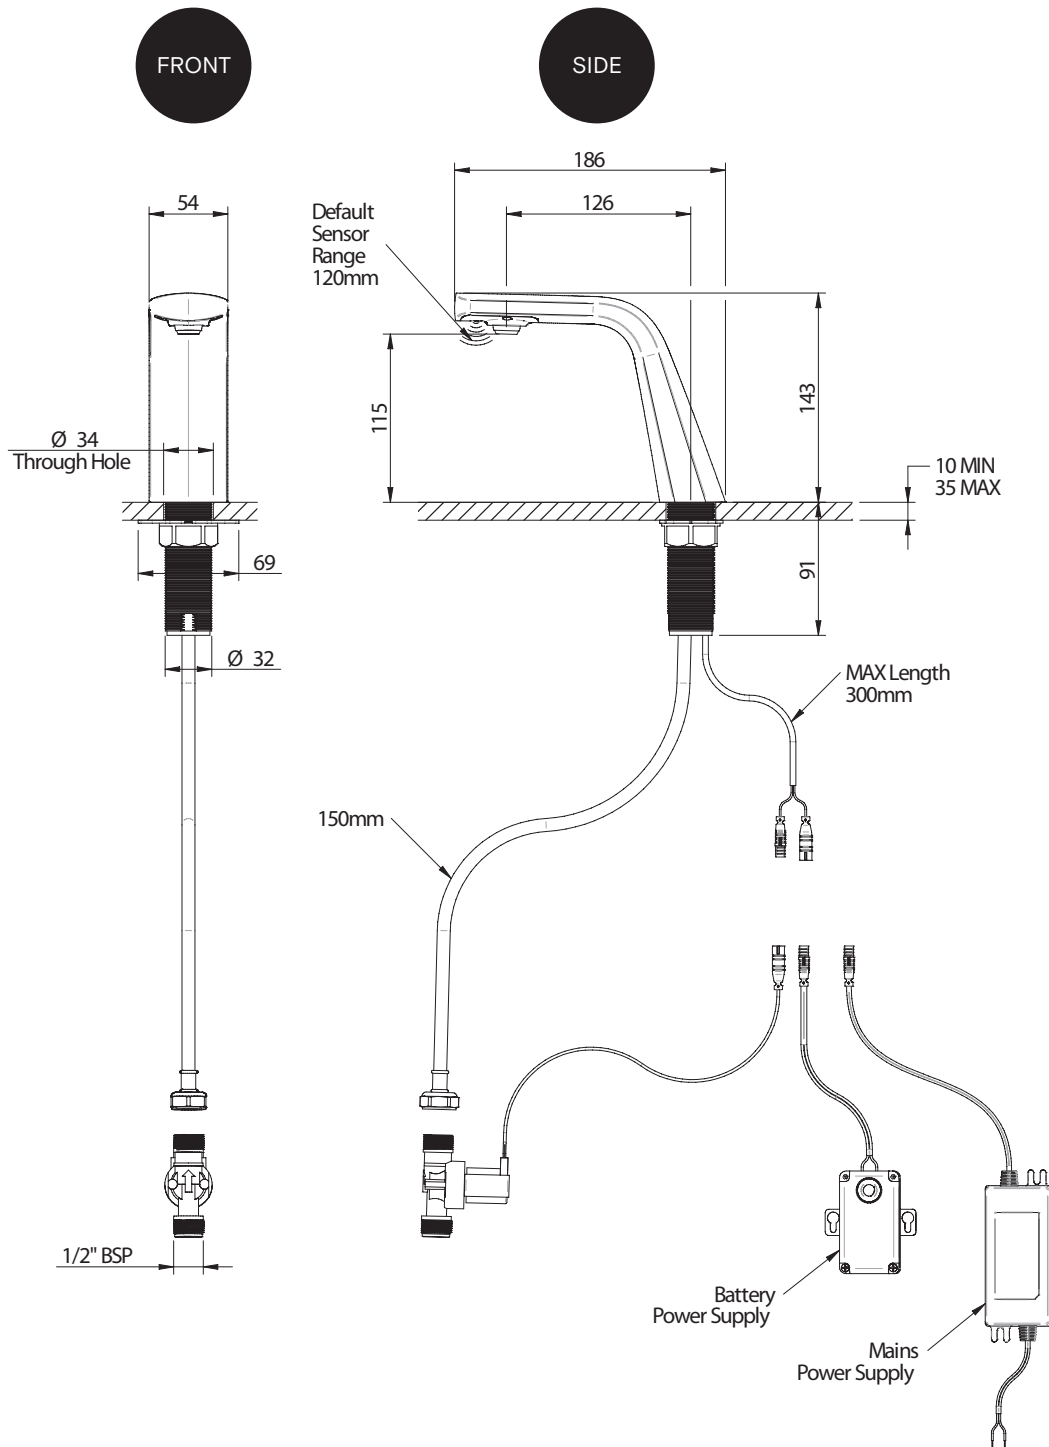 FRONT
SIDE
186
54
126
Default
Sensor
Range
120mm
115
143
Ø 34
Through Hole
10 MIN
35 MAX
69
91
Ø 32
MAX Length
300mm
150mm
1/2" BSP
Battery
Power Supply
Mains
Power Supply